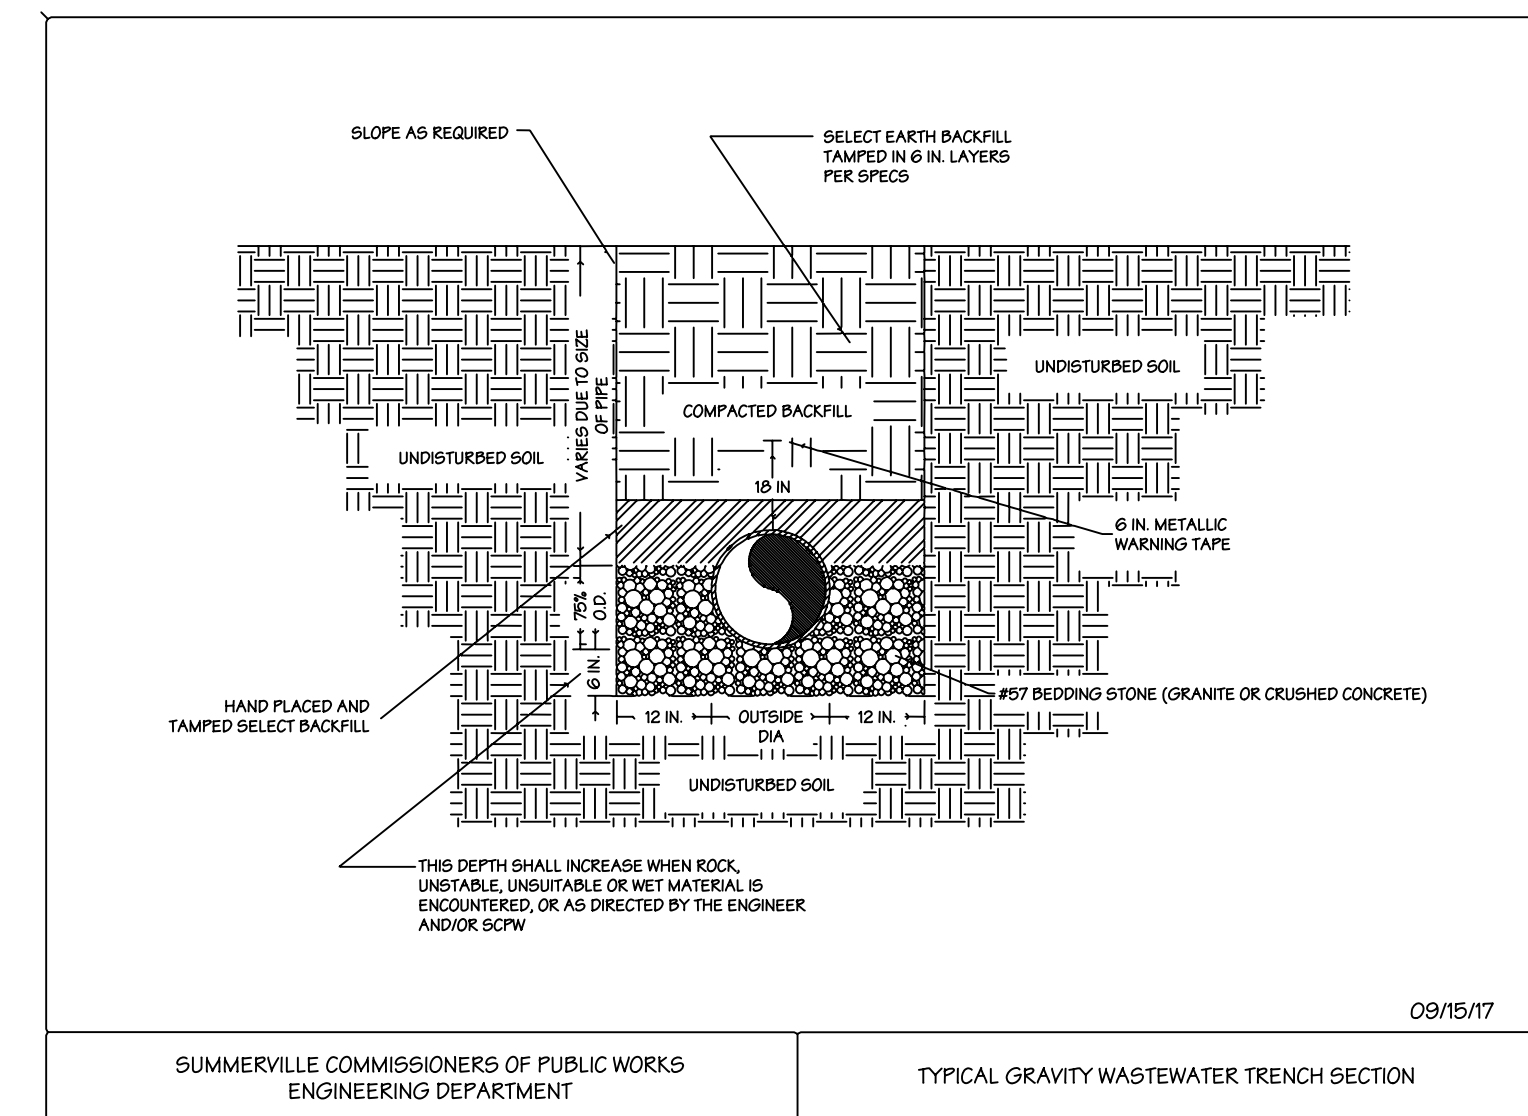 SLOPE AS REQUIRED
SELECT EARTH BACKFILL
TAMPED IN 6 IN. LAYERS
PER SPECS
VARIES DUE TO SIZE
OF PIPE
UNDISTURBED SOIL
COMPACTED BACKFILL
UNDISTURBED SOIL
18 IN
6 IN. METALLIC
WARNING TAPE
75%
O.D.
6 IN.
#57 BEDDING STONE (GRANITE OR CRUSHED CONCRETE)
HAND PLACED AND
TAMPED SELECT BACKFILL
12 IN.
OUTSIDE
DIA
12 IN.
UNDISTURBED SOIL
THIS DEPTH SHALL INCREASE WHEN ROCK,
UNSTABLE, UNSUITABLE OR WET MATERIAL IS
ENCOUNTERED, OR AS DIRECTED BY THE ENGINEER
AND/OR SCPW
09/15/17
SUMMERVILLE COMMISSIONERS OF PUBLIC WORKS
ENGINEERING DEPARTMENT
TYPICAL GRAVITY WASTEWATER TRENCH SECTION